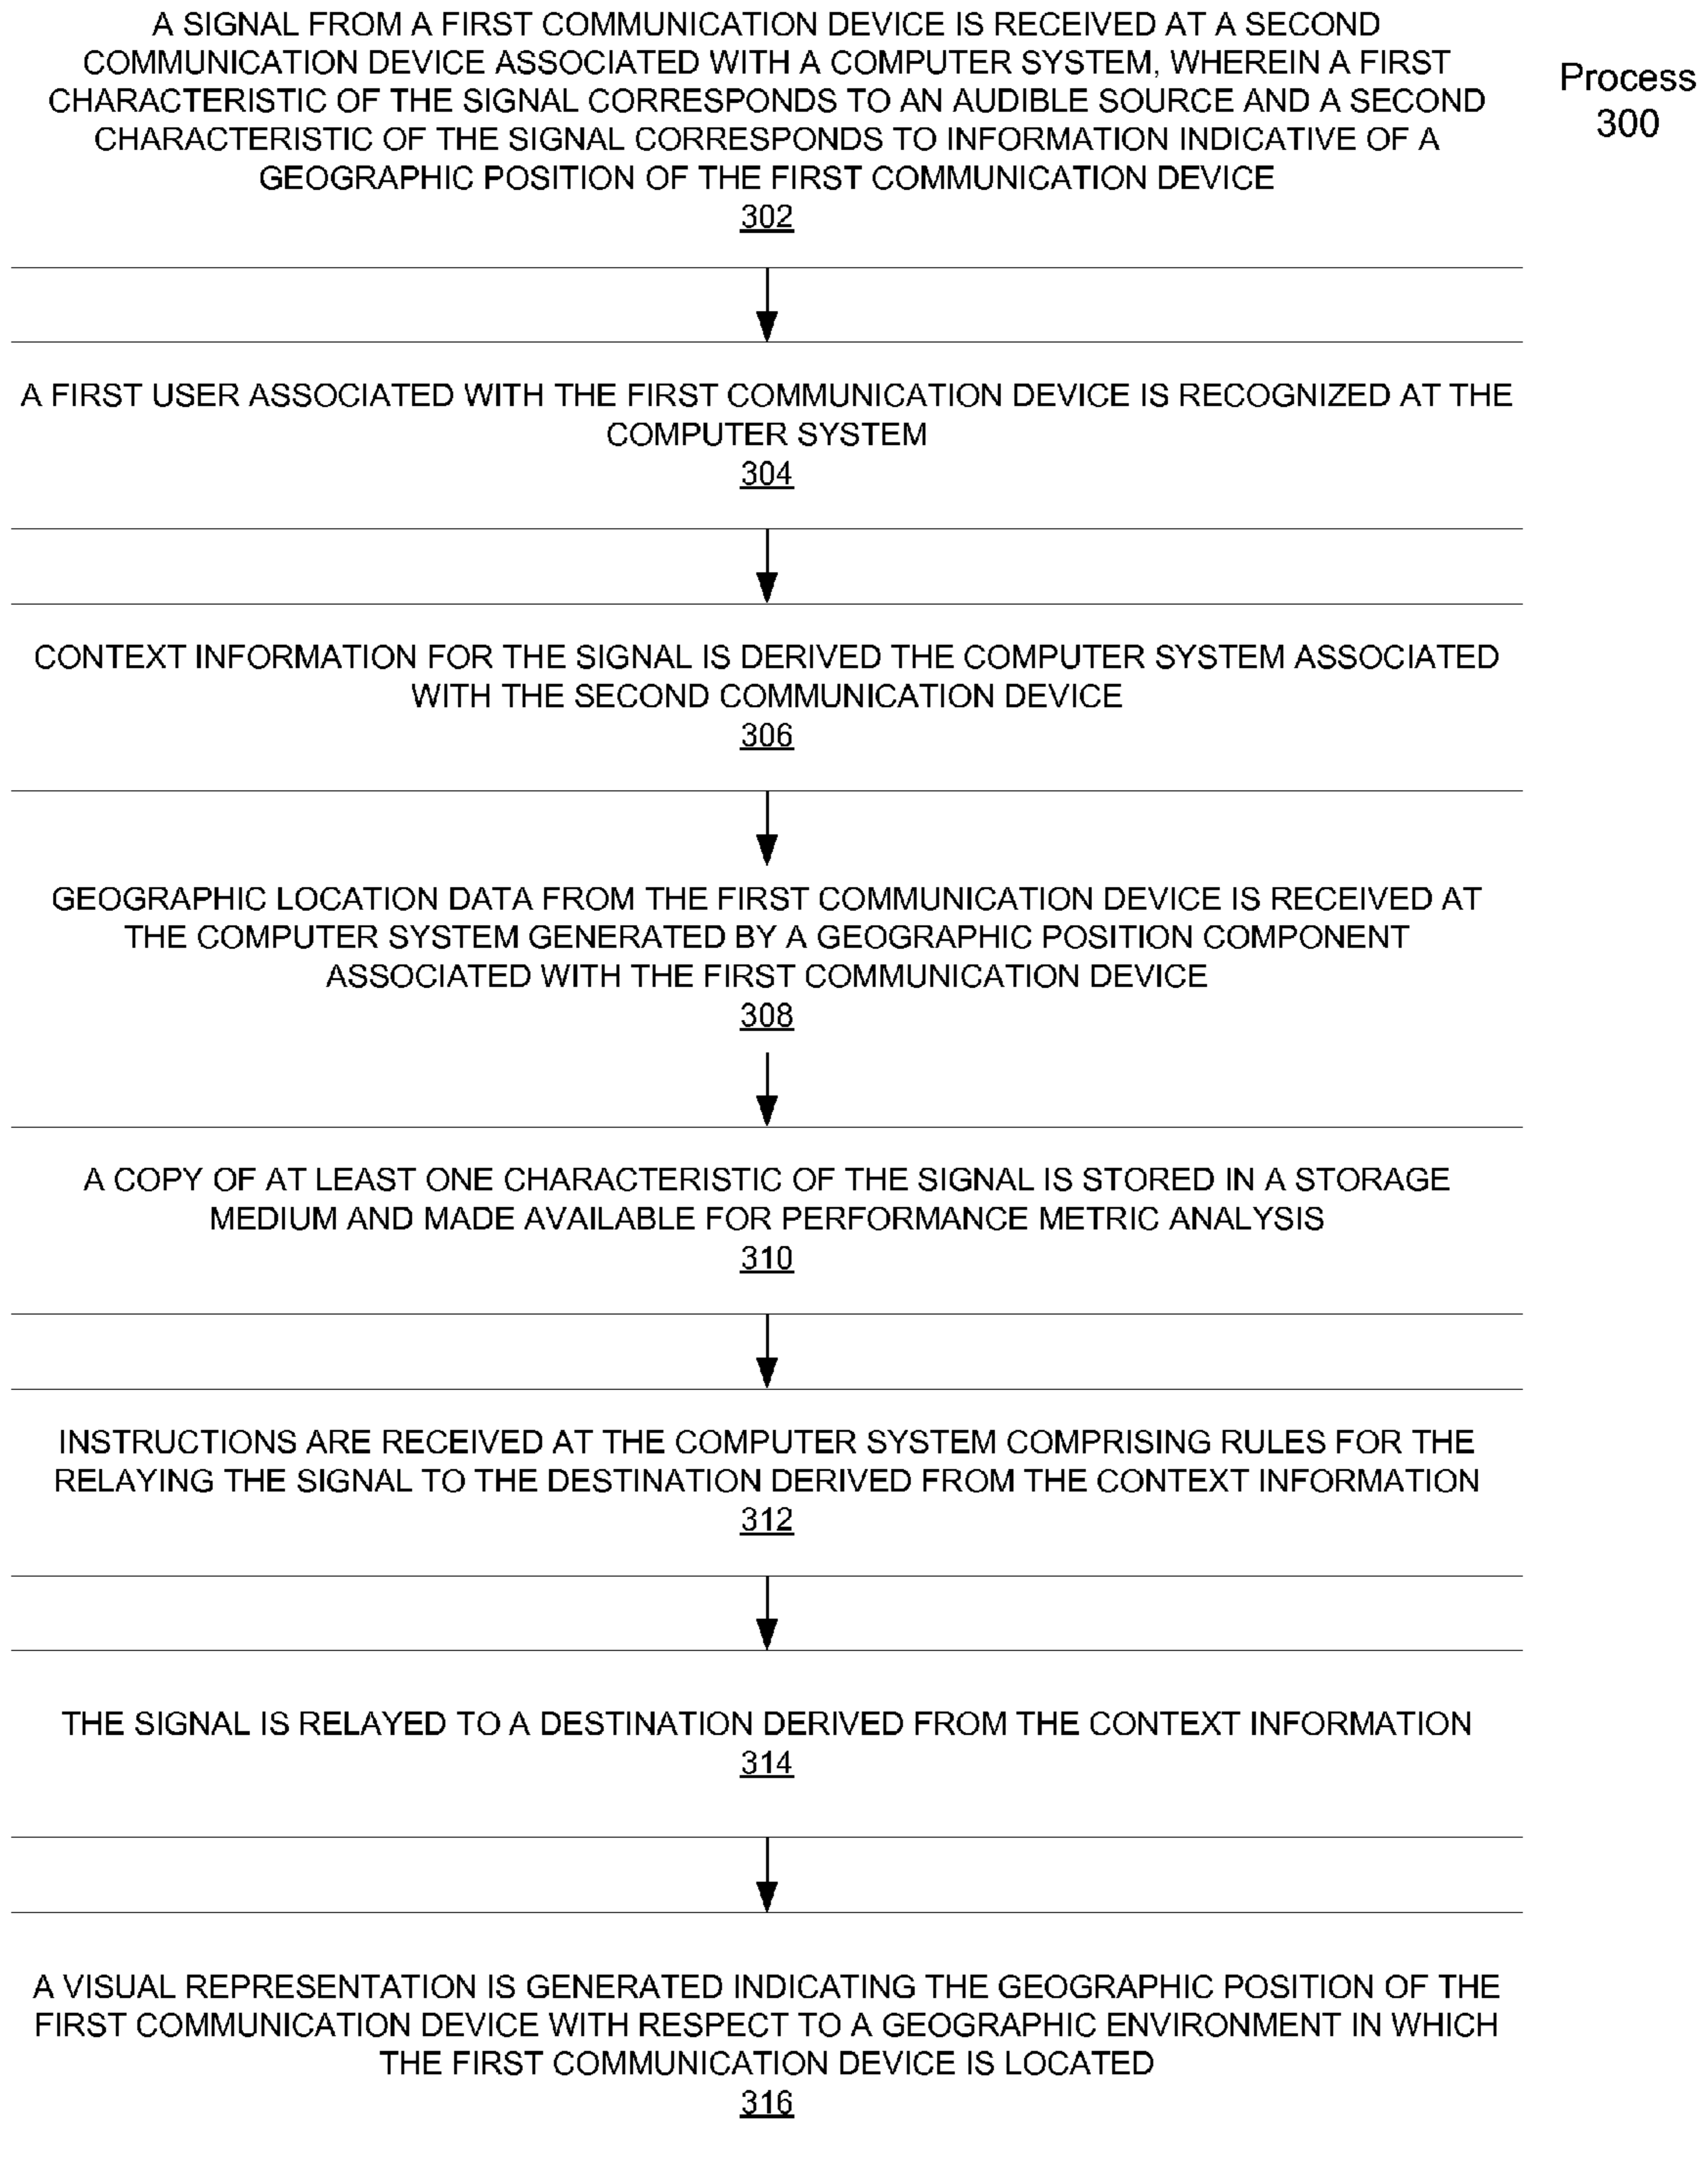 A SIGNAL FROM A FIRST COMMUNICATION DEVICE IS RECEIVED AT A SECOND
COMMUNICATION DEVICE ASSOCIATED WITH A COMPUTER SYSTEM, WHEREIN A FIRST
CHARACTERISTIC OF THE SIGNAL CORRESPONDS TO AN AUDIBLE SOURCE AND A SECOND
CHARACTERISTIC OF THE SIGNAL CORRESPONDS TO INFORMATION INDICATIVE OF A
GEOGRAPHIC POSITION OF THE FIRST COMMUNICATION DEVICE
302
Process
300
A FIRST USER ASSOCIATED WITH THE FIRST COMMUNICATION DEVICE IS RECOGNIZED AT THE
COMPUTER SYSTEM
304
CONTEXT INFORMATION FOR THE SIGNAL IS DERIVED THE COMPUTER SYSTEM ASSOCIATED
WITH THE SECOND COMMUNICATION DEVICE
306
GEOGRAPHIC LOCATION DATA FROM THE FIRST COMMUNICATION DEVICE IS RECEIVED AT
THE COMPUTER SYSTEM GENERATED BY A GEOGRAPHIC POSITION COMPONENT
ASSOCIATED WITH THE FIRST COMMUNICATION DEVICE
308
A COPY OF AT LEAST ONE CHARACTERISTIC OF THE SIGNAL IS STORED IN A STORAGE
MEDIUM AND MADE AVAILABLE FOR PERFORMANCE METRIC ANALYSIS
310
INSTRUCTIONS ARE RECEIVED AT THE COMPUTER SYSTEM COMPRISING RULES FOR THE
RELAYING THE SIGNAL TO THE DESTINATION DERIVED FROM THE CONTEXT INFORMATION
312
THE SIGNAL IS RELAYED TO A DESTINATION DERIVED FROM THE CONTEXT INFORMATION
314
A VISUAL REPRESENTATION IS GENERATED INDICATING THE GEOGRAPHIC POSITION OF THE
FIRST COMMUNICATION DEVICE WITH RESPECT TO A GEOGRAPHIC ENVIRONMENT IN WHICH
THE FIRST COMMUNICATION DEVICE IS LOCATED
316